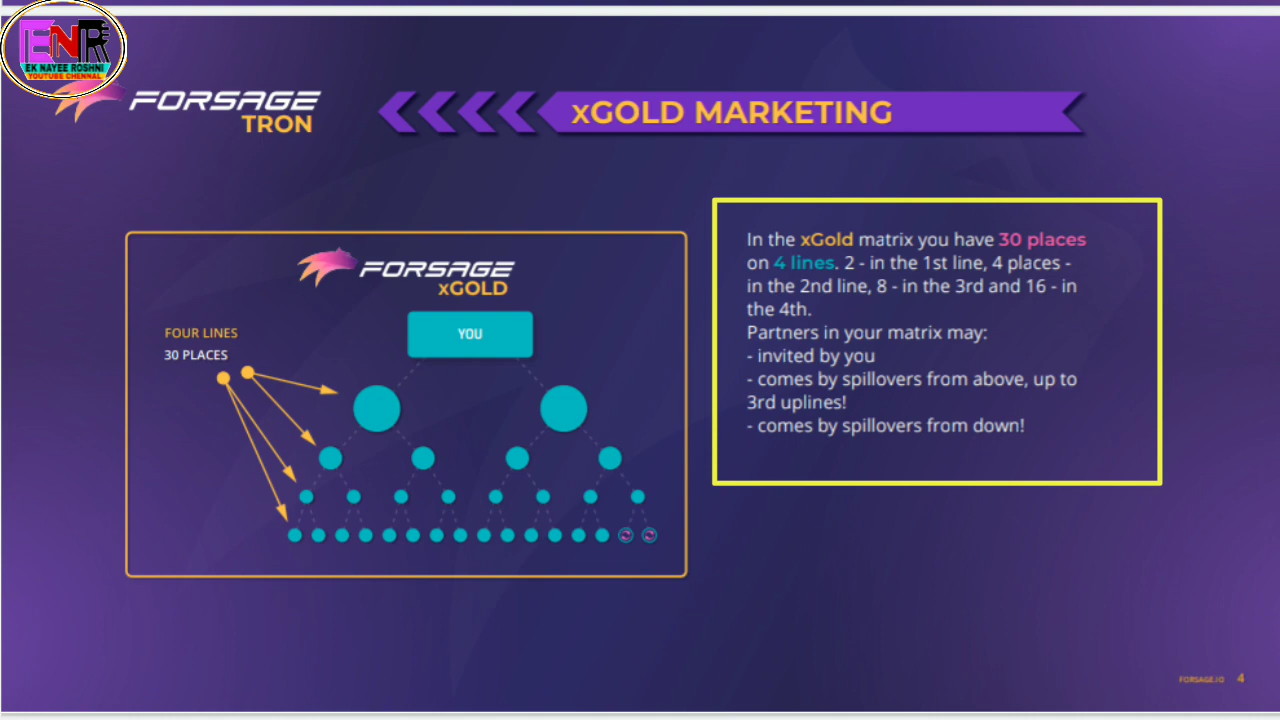 ENR
EK NAYEE ROSHNI
YOUTUBE CHENNAL
FORSAGE
TRON
xGOLD MARKETING
FORSAGE
xGOLD
FOUR LINES
30 PLACES
YOU
In the xGold matrix you have 30 places
on 4 lines. 2 - in the 1st line, 4 places -
in the 2nd line, 8 - in the 3rd and 16 - in
the 4th.
Partners in your matrix may:
- invited by you
- comes by spillovers from above, up to
3rd uplines!
- comes by spillovers from down!
FORSAGE.IO 4